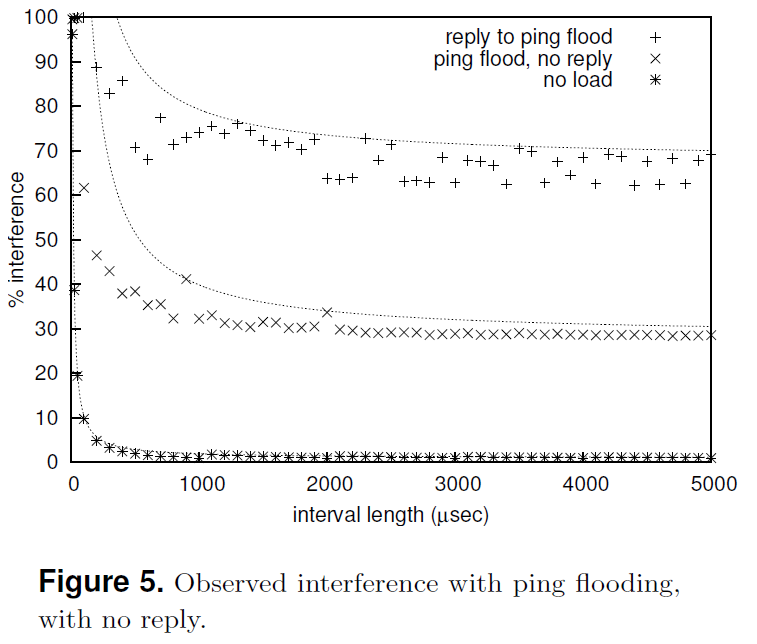 100
90
80
70
60
50
40
30
20
10
0
% interference
reply to ping flood
ping flood, no reply
no load
0 1000 2000 3000 4000 5000
interval length (μsec)
Figure 5. Observed interference with ping flooding,
with no reply.